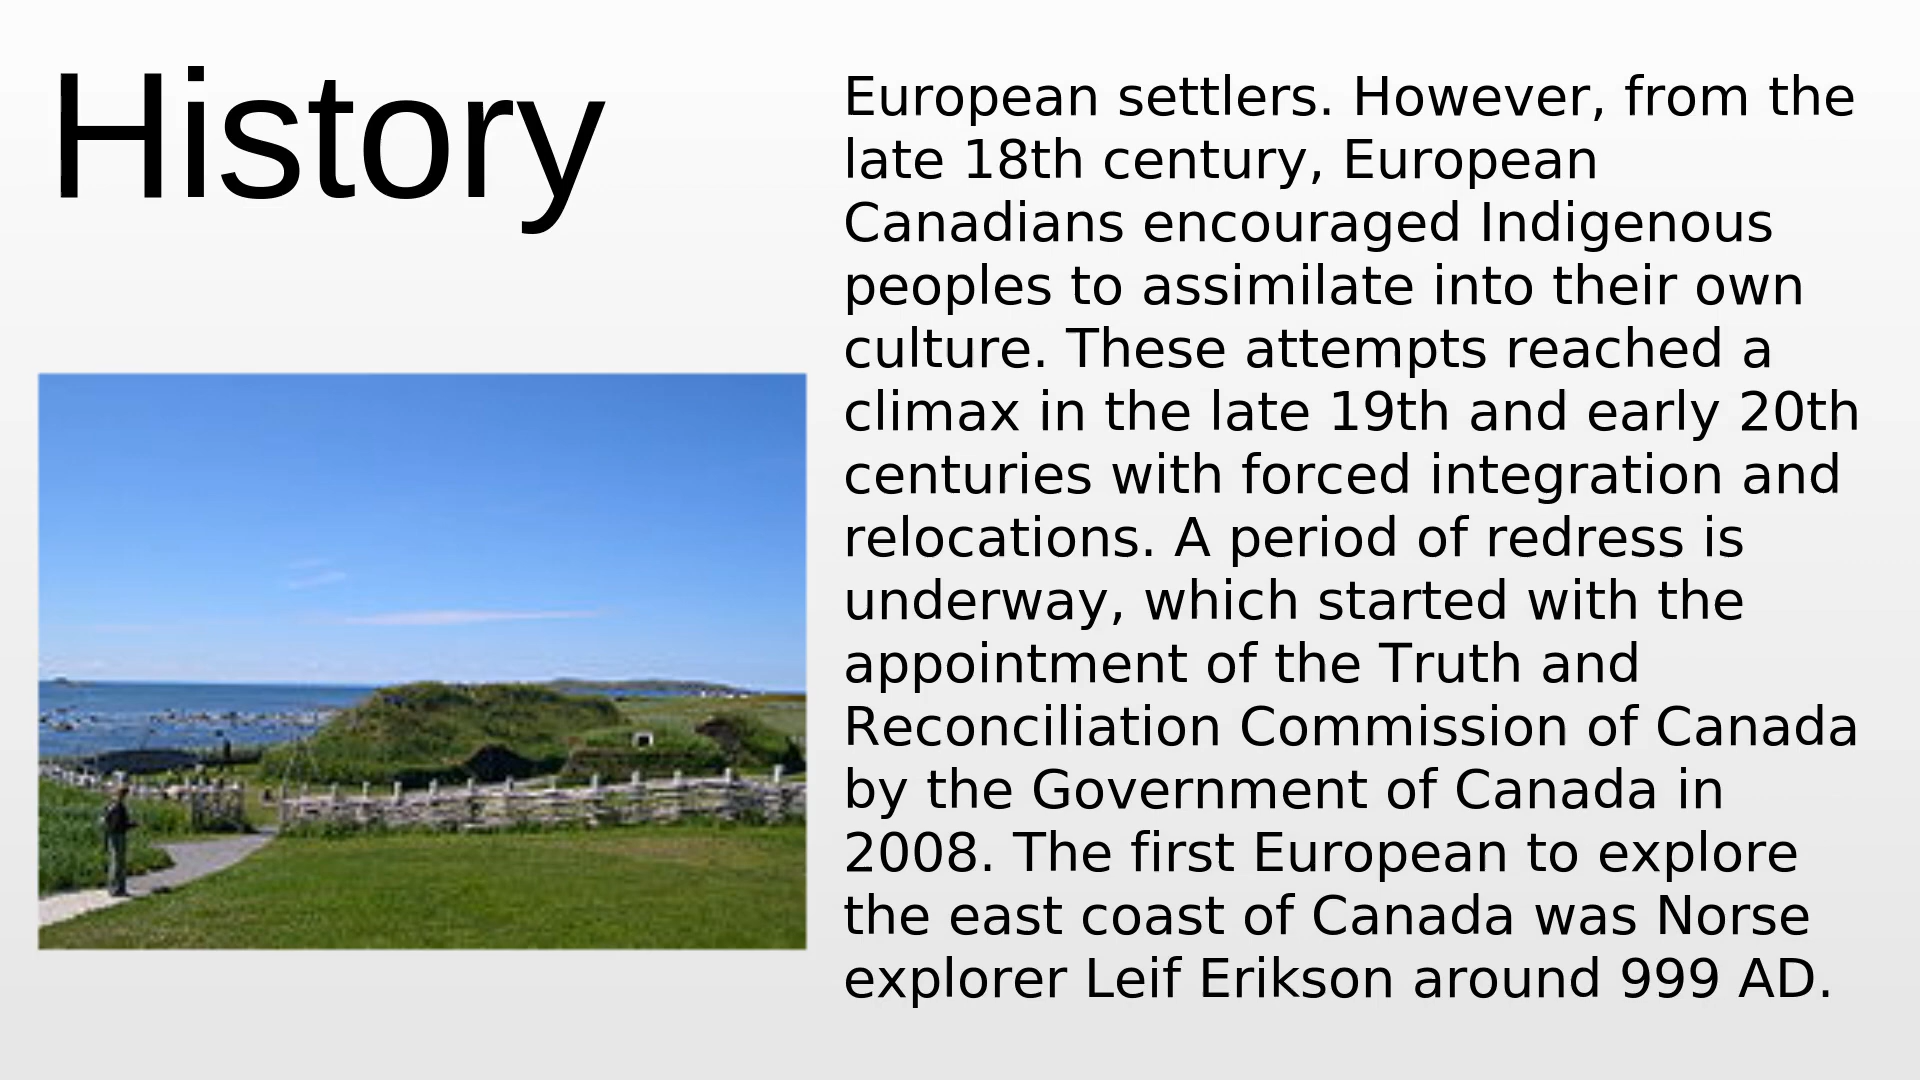 History
European settlers. However, from the
late 18th century, European
Canadians encouraged Indigenous
peoples to assimilate into their own
culture. These attempts reached a
climax in the late 19th and early 20th
centuries with forced integration and
relocations. A period of redress is
underway, which started with the
appointment of the Truth and
Reconciliation Commission of Canada
by the Government of Canada in
2008. The first European to explore
the east coast of Canada was Norse
explorer Leif Erikson around 999 AD.